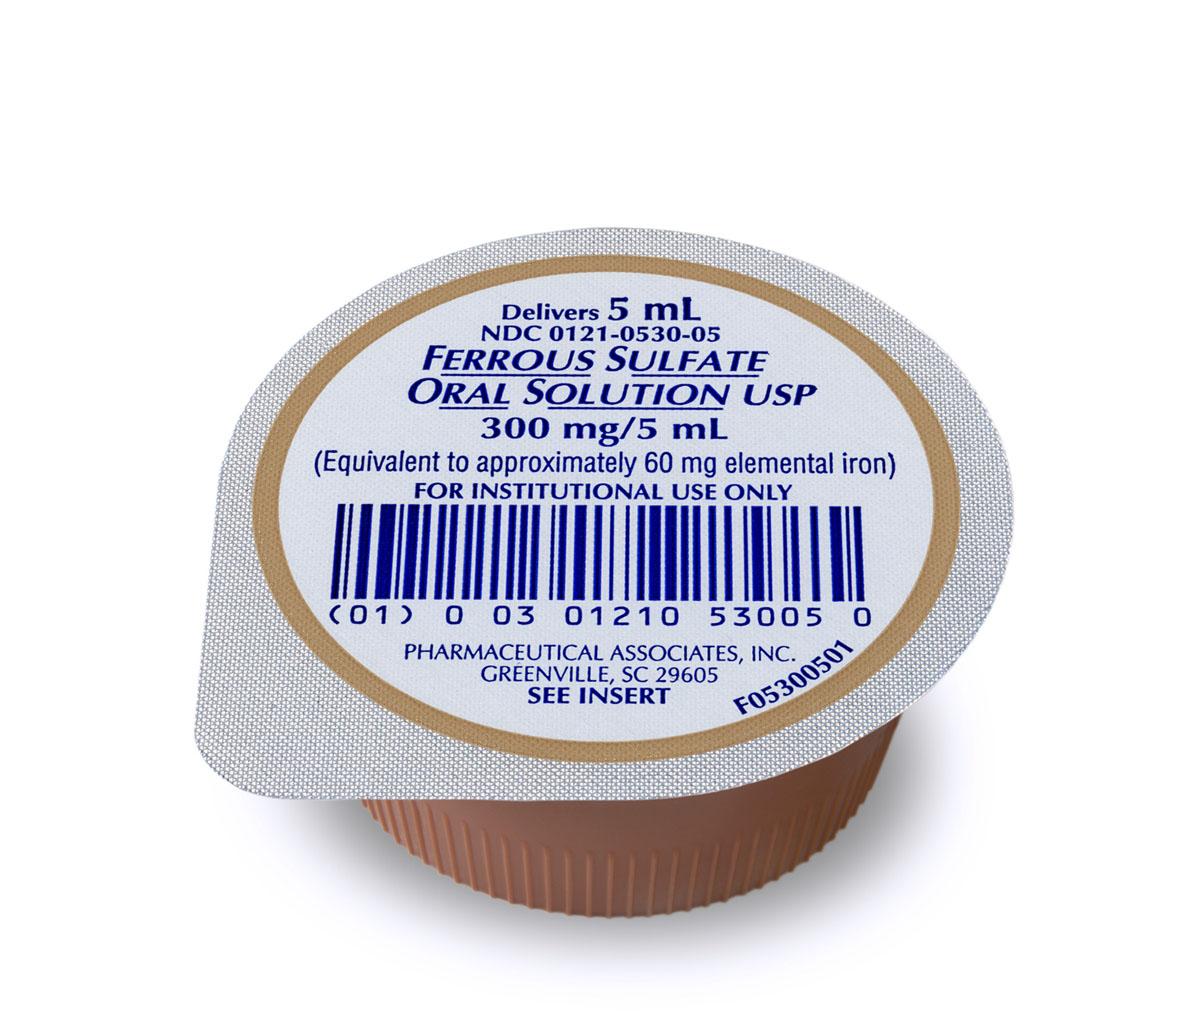 Delivers 5 mL
NDC 0121-0530-05
FERROUS SULFATE
ORAL SOLUTION USP
300 mg/5 mL
(Equivalent to approximately 60 mg elemental iron)
FOR INSTITUTIONAL USE ONLY
(01) 0 03 01210 53005 0
PHARMACEUTICAL ASSOCIATES, INC.
GREENVILLE, SC 29605
SEE INSERT
F05300501